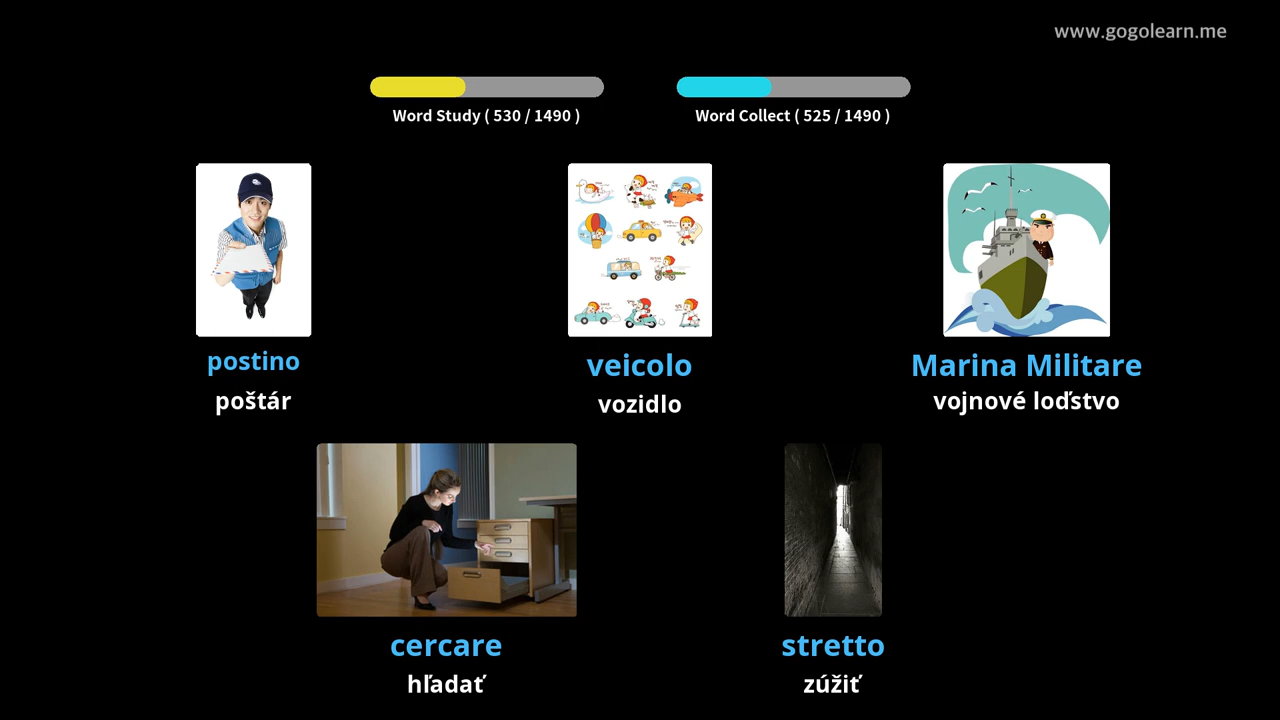 www.gogolearn.me
Word Study ( 530 / 1490 )
Word Collect ( 525 / 1490 )
postino
poštár
veicolo
vozidlo
Marina Militare
vojnové loďstvo
cercare
hľadať
stretto
zúžiť